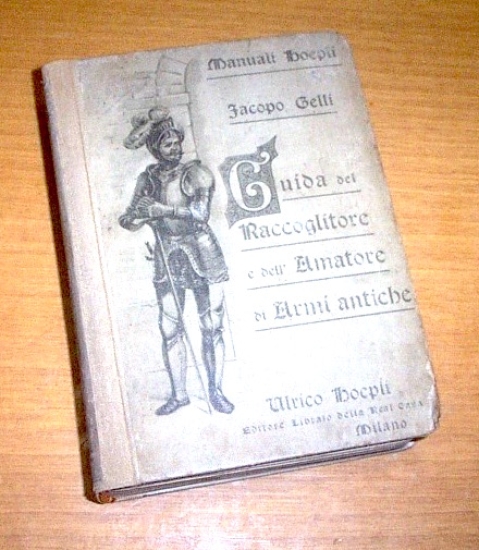 Manuali Hoepli
Jacopo Gelli
Guida del
Raccoglitore
e dell' Amatore
di Armi antiche
Ulrico Hoepli
Editore Libraio della Real Casa
Milano